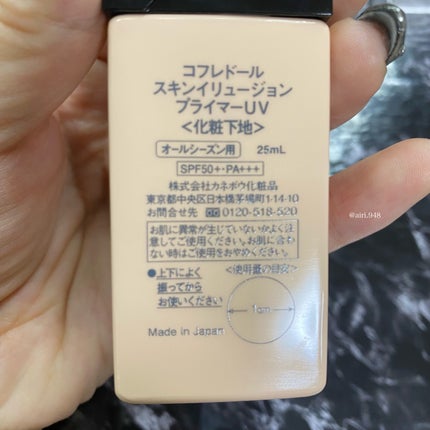 コフレドール
スキンイリュージョン
プライマーUV
<化粧下地>
オールシーズン用 25mL
SPF50+・PA+++
株式会社カネボウ化粧品
東京都中央区日本橋茅場町1-14-10
お問合せ先 0120-518-520
お肌に異常が生じていないかよく注
意してご使用ください。お肌に合わ
ない時はご使用をおやめください。
●上下によく
振ってから
お使いください
<使用量の目安>
1cm
Made in Japan
@airi.948